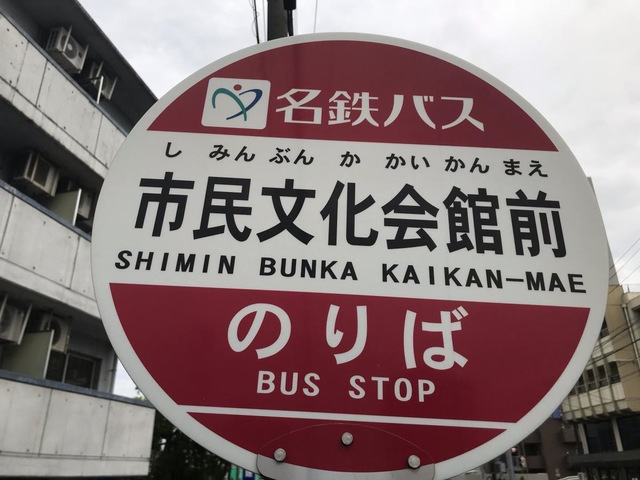 名鉄バス
し みん ぶん か かい かん まえ
市民文化会館前
SHIMIN BUNKA KAIKAN-MAE
のりば
BUS STOP